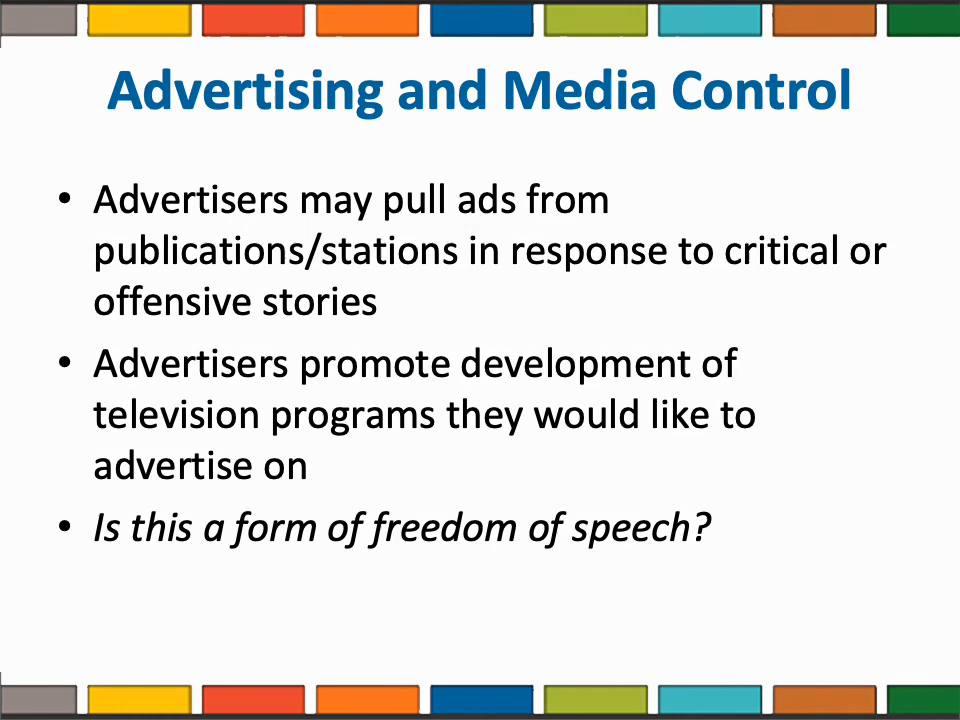 Advertising and Media Control
• Advertisers may pull ads from
publications/stations in response to critical or
offensive stories
• Advertisers promote development of
television programs they would like to
advertise on
• Is this a form of freedom of speech?